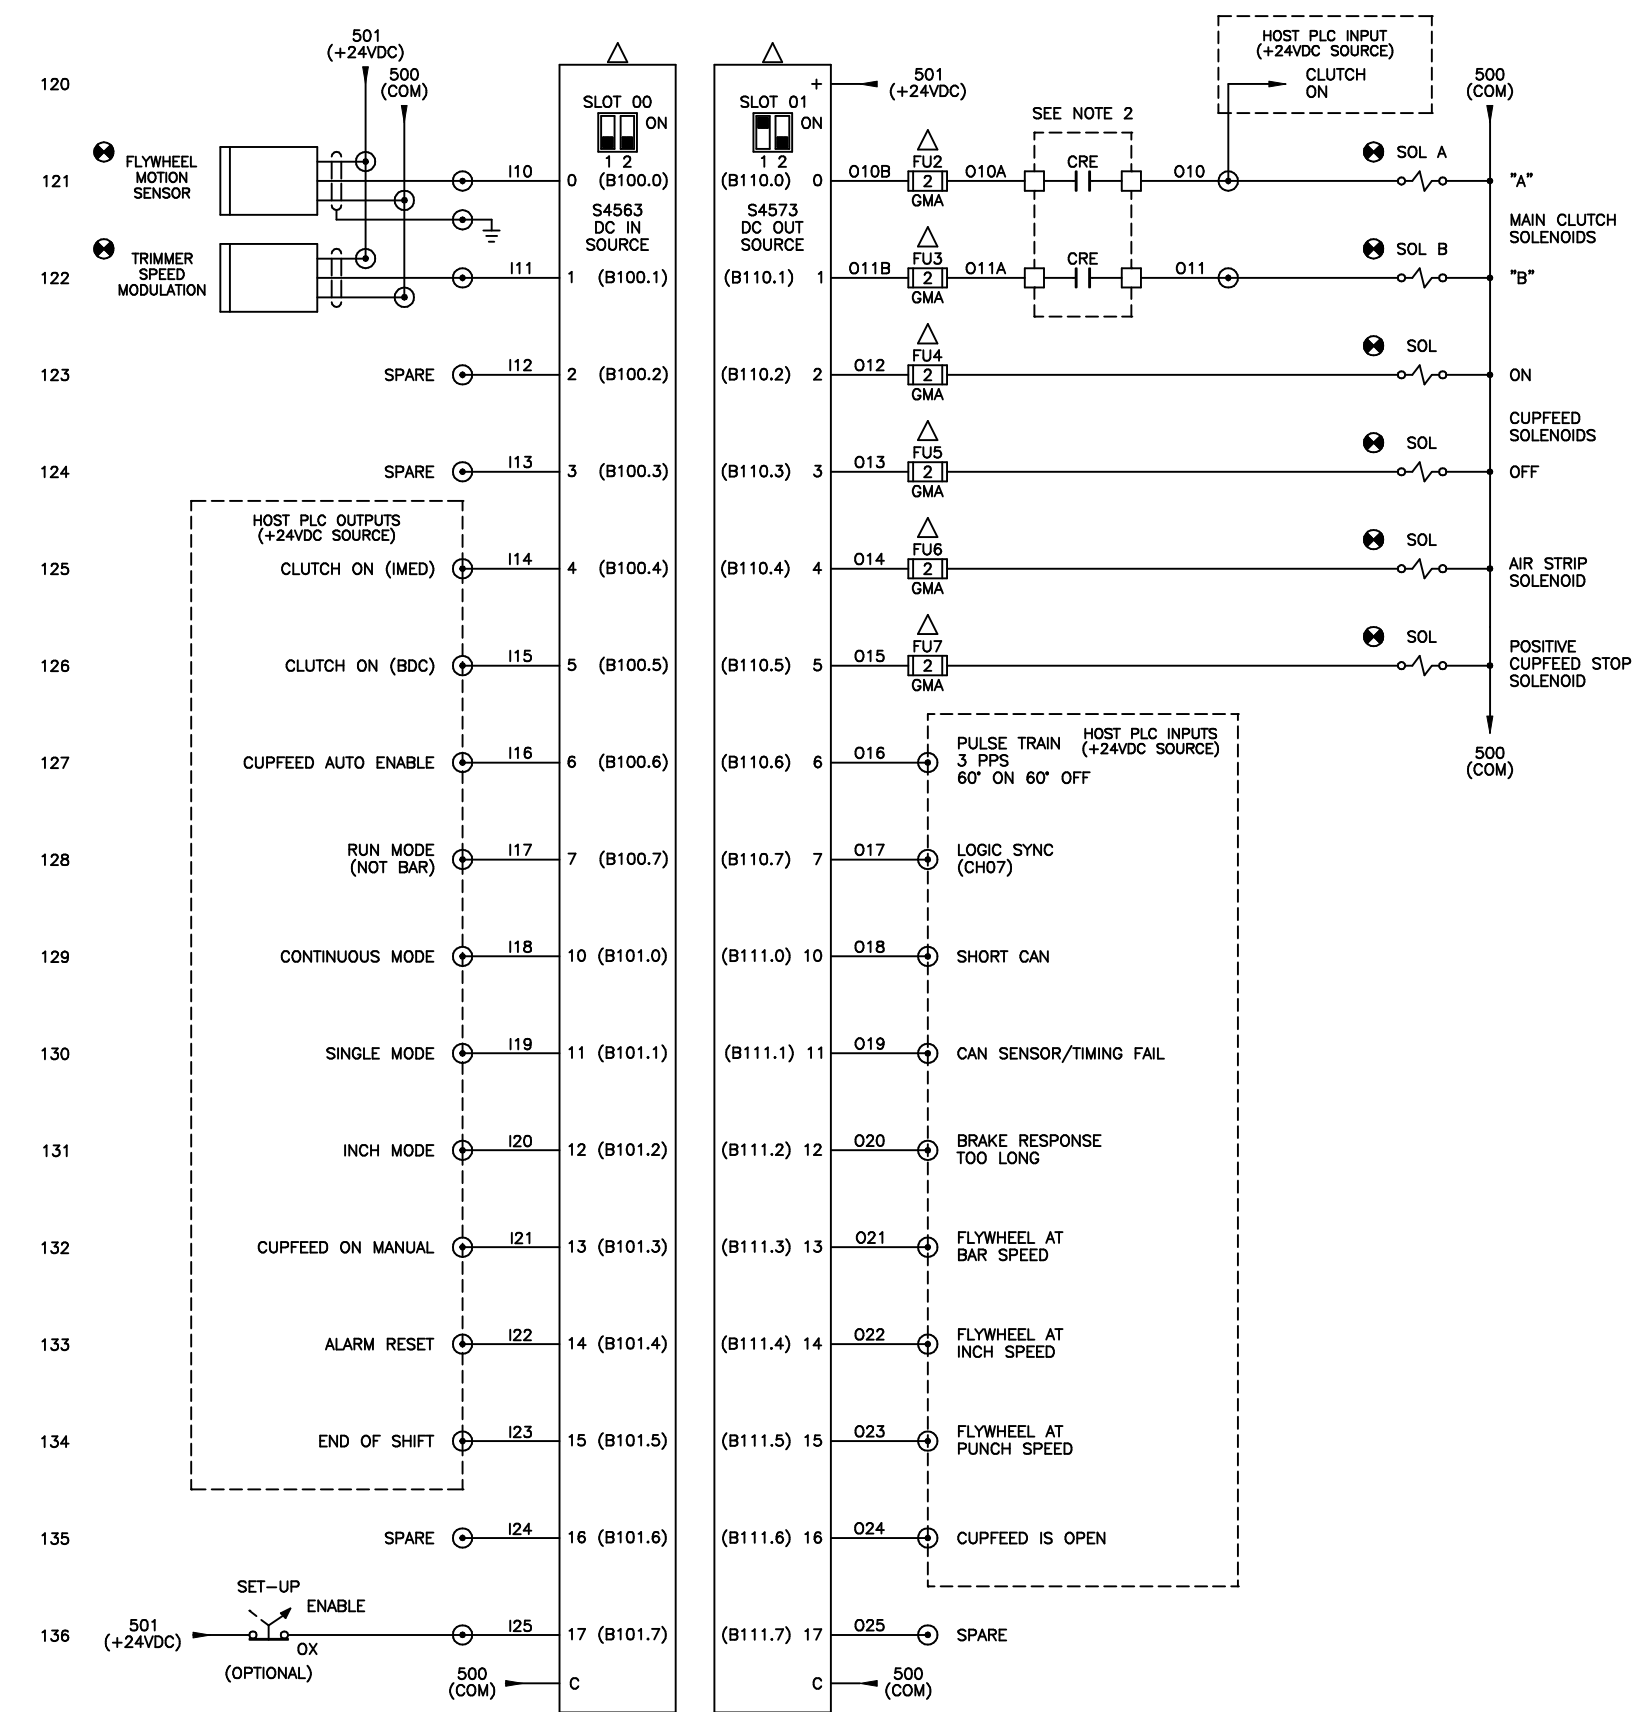 501
(+24VDC)
500
(COM)
120
SLOT 00
ON
1 2
SLOT 01
ON
1 2
+
501
(+24VDC)
HOST PLC INPUT
(+24VDC SOURCE)
CLUTCH
ON
500
(COM)
SEE NOTE 2
121
FLYWHEEL
MOTION
SENSOR
I10
0 (B100.0)
S4563
DC IN
SOURCE
(B110.0) 0
S4573
DC OUT
SOURCE
O10B
FU2
2
GMA
O10A
CRE
O10
SOL A
"A"
MAIN CLUTCH
SOLENOIDS
122
TRIMMER
SPEED
MODULATION
I11
1 (B100.1)
(B110.1) 1
O11B
FU3
2
GMA
O11A
CRE
O11
SOL B
"B"
123
SPARE
I12
2 (B100.2)
(B110.2) 2
O12
FU4
2
GMA
SOL
ON
CUPFEED
SOLENOIDS
124
SPARE
I13
3 (B100.3)
(B110.3) 3
O13
FU5
2
GMA
SOL
OFF
HOST PLC OUTPUTS
(+24VDC SOURCE)
125
CLUTCH ON (IMED)
I14
4 (B100.4)
(B110.4) 4
O14
FU6
2
GMA
SOL
AIR STRIP
SOLENOID
126
CLUTCH ON (BDC)
I15
5 (B100.5)
(B110.5) 5
O15
FU7
2
GMA
SOL
POSITIVE
CUPFEED STOP
SOLENOID
500
(COM)
127
CUPFEED AUTO ENABLE
I16
6 (B100.6)
(B110.6) 6
O16
PULSE TRAIN
3 PPS
60° ON 60° OFF
HOST PLC INPUTS
(+24VDC SOURCE)
128
RUN MODE
(NOT BAR)
I17
7 (B100.7)
(B110.7) 7
O17
LOGIC SYNC
(CH07)
129
CONTINUOUS MODE
I18
10 (B101.0)
(B111.0) 10
O18
SHORT CAN
130
SINGLE MODE
I19
11 (B101.1)
(B111.1) 11
O19
CAN SENSOR/TIMING FAIL
131
INCH MODE
I20
12 (B101.2)
(B111.2) 12
O20
BRAKE RESPONSE
TOO LONG
132
CUPFEED ON MANUAL
I21
13 (B101.3)
(B111.3) 13
O21
FLYWHEEL AT
BAR SPEED
133
ALARM RESET
I22
14 (B101.4)
(B111.4) 14
O22
FLYWHEEL AT
INCH SPEED
134
END OF SHIFT
I23
15 (B101.5)
(B111.5) 15
O23
FLYWHEEL AT
PUNCH SPEED
135
SPARE
I24
16 (B101.6)
(B111.6) 16
O24
CUPFEED IS OPEN
136
501
(+24VDC)
SET-UP
ENABLE
OX
(OPTIONAL)
I25
17 (B101.7)
(B111.7) 17
O25
SPARE
500
(COM)
C
C
500
(COM)